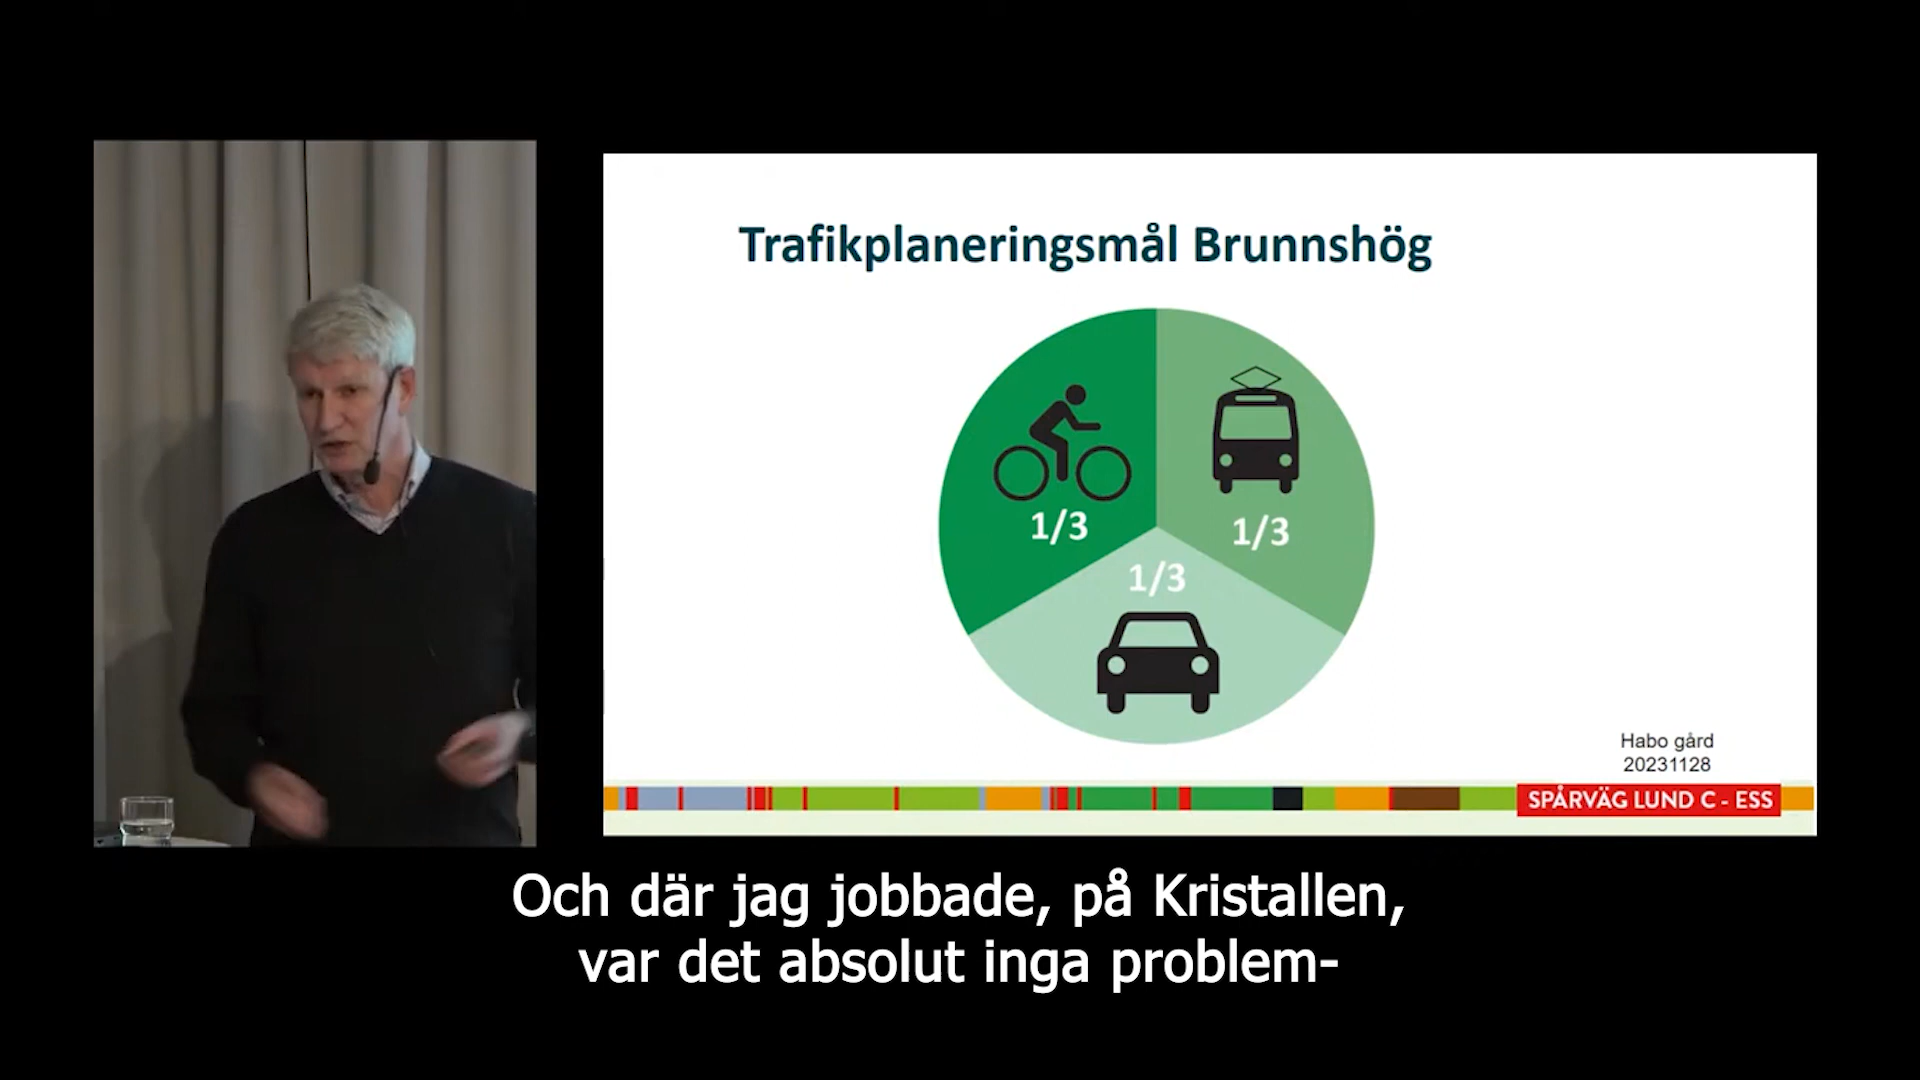 Trafikplaneringsmål Brunnshög
1/3
1/3
1/3
Habo gård
20231128
SPÅRVÄG LUND C - ESS
Och där jag jobbade, på Kristallen,
var det absolut inga problem-